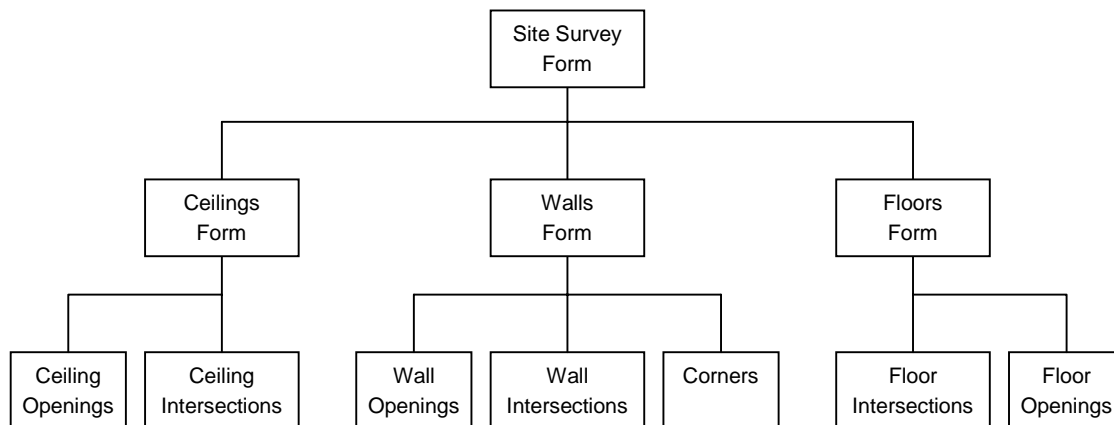 Site Survey
Form
Ceilings
Form
Walls
Form
Floors
Form
Ceiling
Openings
Ceiling
Intersections
Wall
Openings
Wall
Intersections
Corners
Floor
Intersections
Floor
Openings